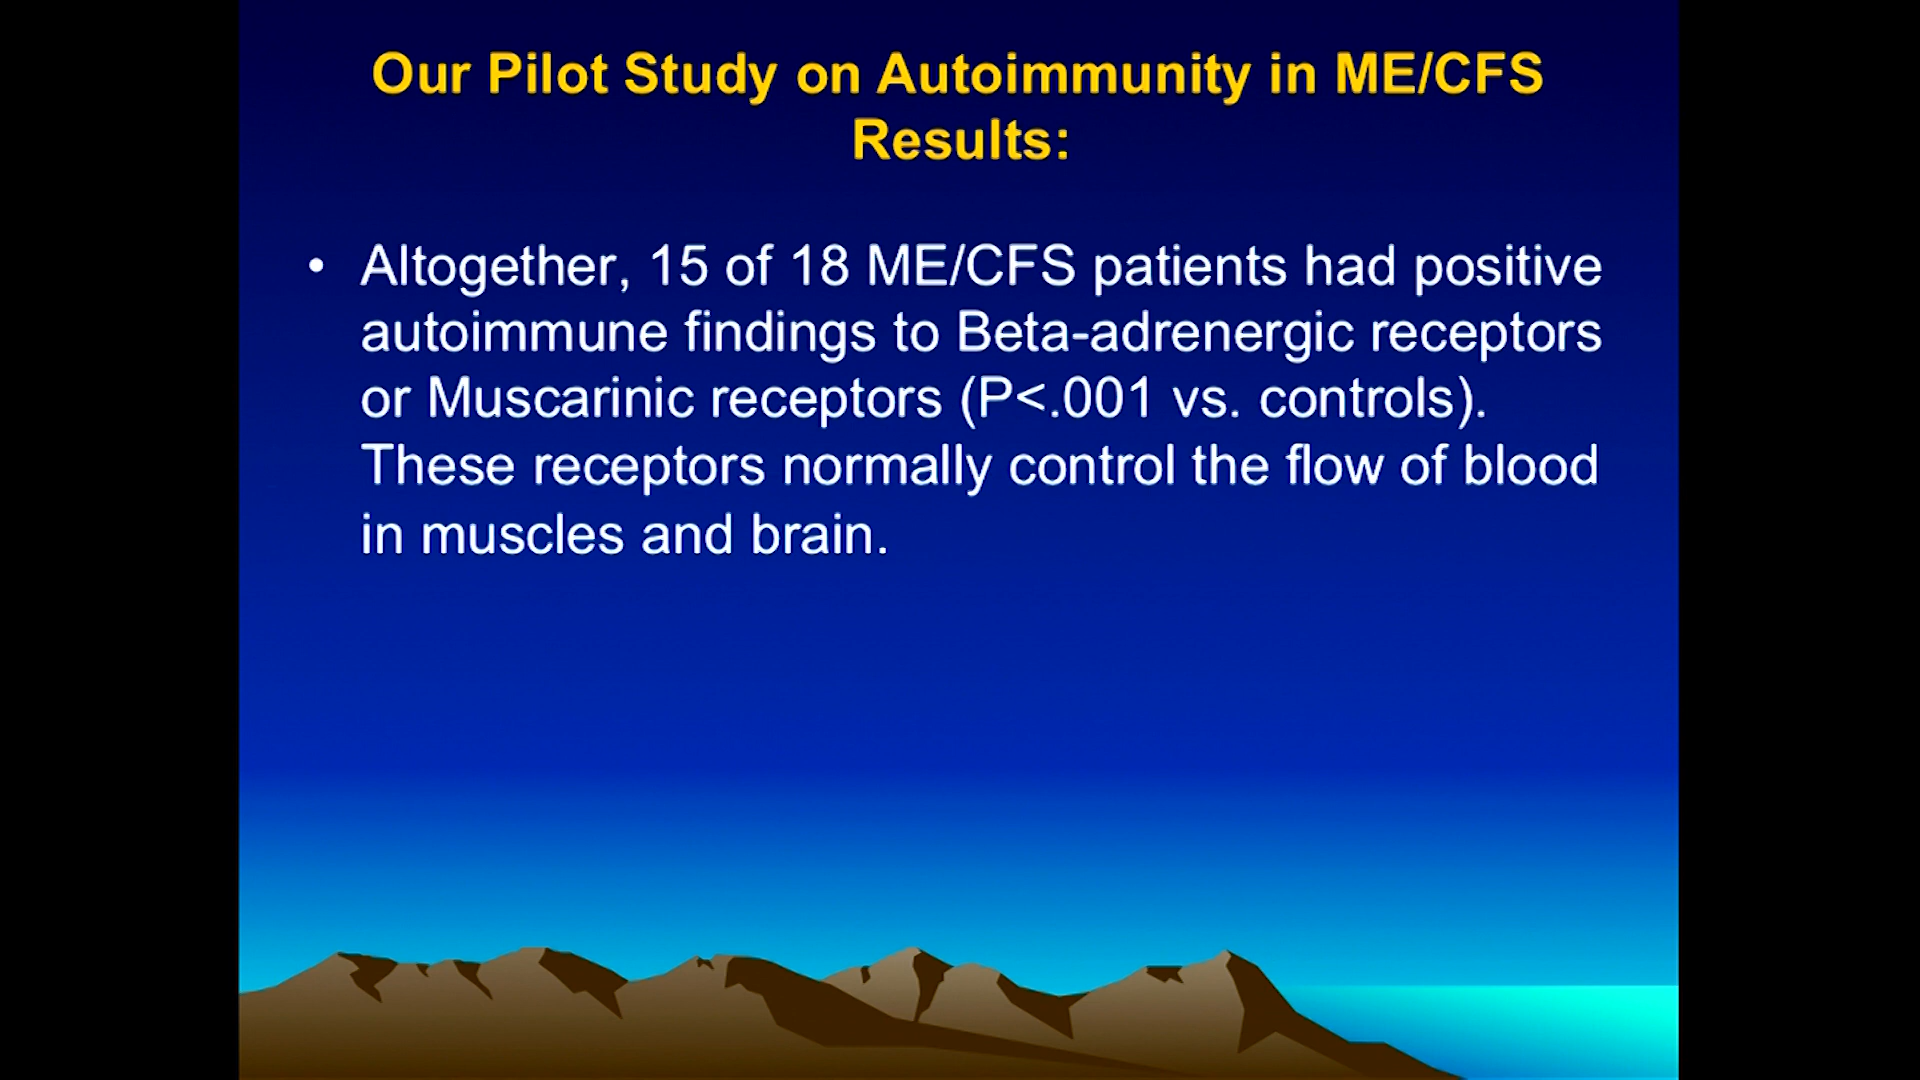 Our Pilot Study on Autoimmunity in ME/CFS
Results:
• Altogether, 15 of 18 ME/CFS patients had positive
autoimmune findings to Beta-adrenergic receptors
or Muscarinic receptors (P<.001 vs. controls).
These receptors normally control the flow of blood
in muscles and brain.